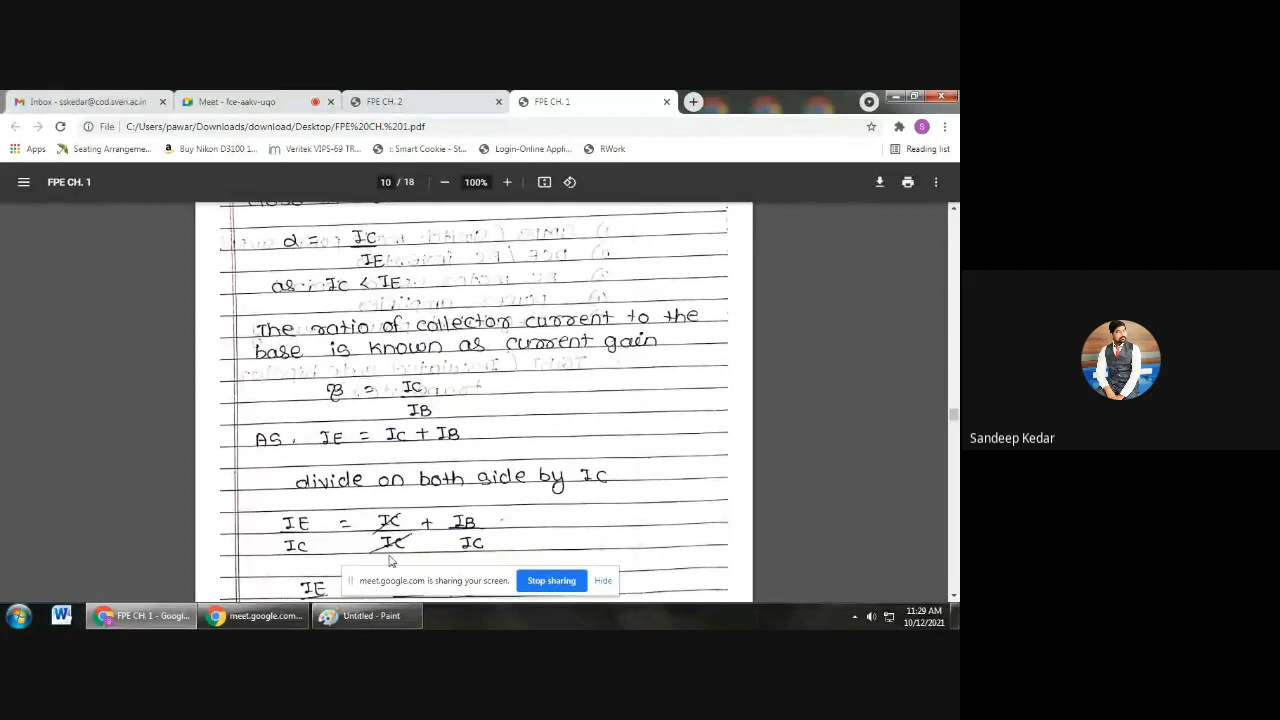 Inbox - sskedar@cod.sveri.ac.in
Meet - fce-aakv-uqo
FPE CH. 2
FPE CH. 1
File
C:/Users/pawar/Downloads/download/Desktop/FPE%20CH.%201.pdf
Apps
Seating Arrangeme...
Buy Nikon D3100 1...
Veritek VIPS-69 TR...
:: Smart Cookie - St...
Login-Online Appli...
RWork
Reading list
FPE CH. 1
10 / 18
100%
α = IC
IE
as, IC < IE.
The ratio of collector current to the
base is known as current gain
β = IC
IB
AS, IE = IC + IB
divide on both side by IC
IE = IC + IB
IC IC IC
IE
meet.google.com is sharing your screen.
Stop sharing
Hide
Sandeep Kedar
FPE CH. 1 - Googl...
meet.google.com...
Untitled - Paint
11:29 AM
10/12/2021